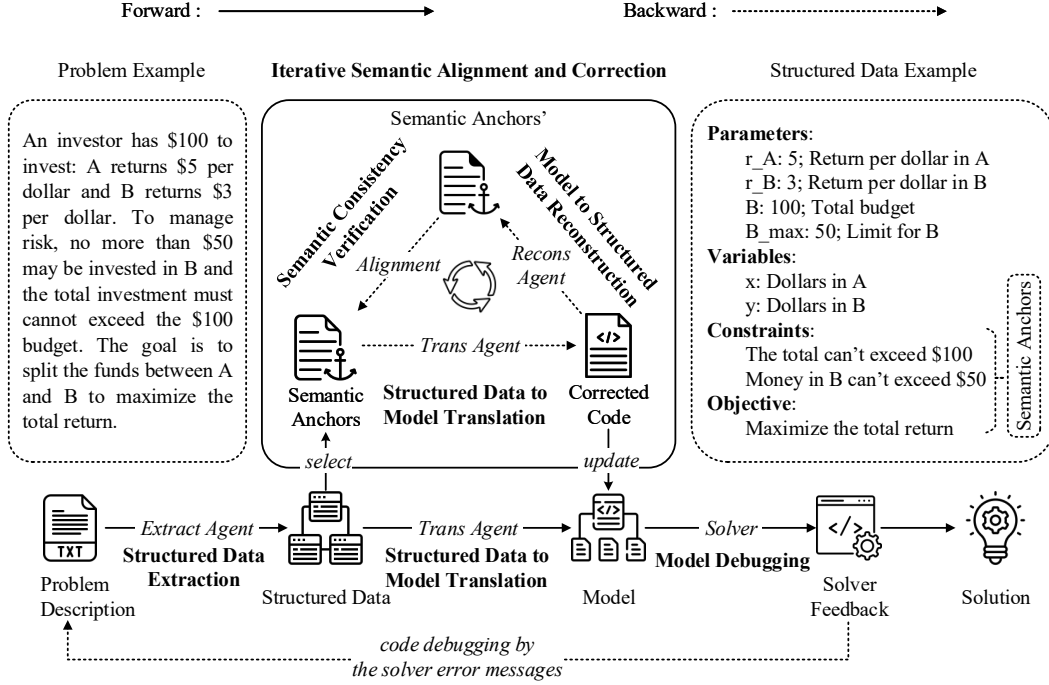 Forward :
Backward :
Problem Example
Iterative Semantic Alignment and Correction
Structured Data Example
An investor has $100 to
invest: A returns $5 per
dollar and B returns $3
per dollar. To manage
risk, no more than $50
may be invested in B and
the total investment must
cannot exceed the $100
budget. The goal is to
split the funds between A
and B to maximize the
total return.
Semantic Anchors’
Semantic Consistency
Verification
Model to Structured
Data Reconstruction
Alignment
Recons
Agent
</>
Trans Agent
Semantic
Anchors
Structured Data to
Model Translation
Corrected
Code
select
update
Parameters:
r_A: 5; Return per dollar in A
r_B: 3; Return per dollar in B
B: 100; Total budget
B_max: 50; Limit for B
Variables:
x: Dollars in A
y: Dollars in B
Constraints:
The total can’t exceed $100
Money in B can’t exceed $50
Objective:
Maximize the total return
Semantic Anchors
TXT
Extract Agent
Structured Data
Extraction
Trans Agent
Structured Data to
Model Translation
</>
Solver
Model Debugging
</>
Problem
Description
Structured Data
Model
Solver
Feedback
Solution
code debugging by
the solver error messages